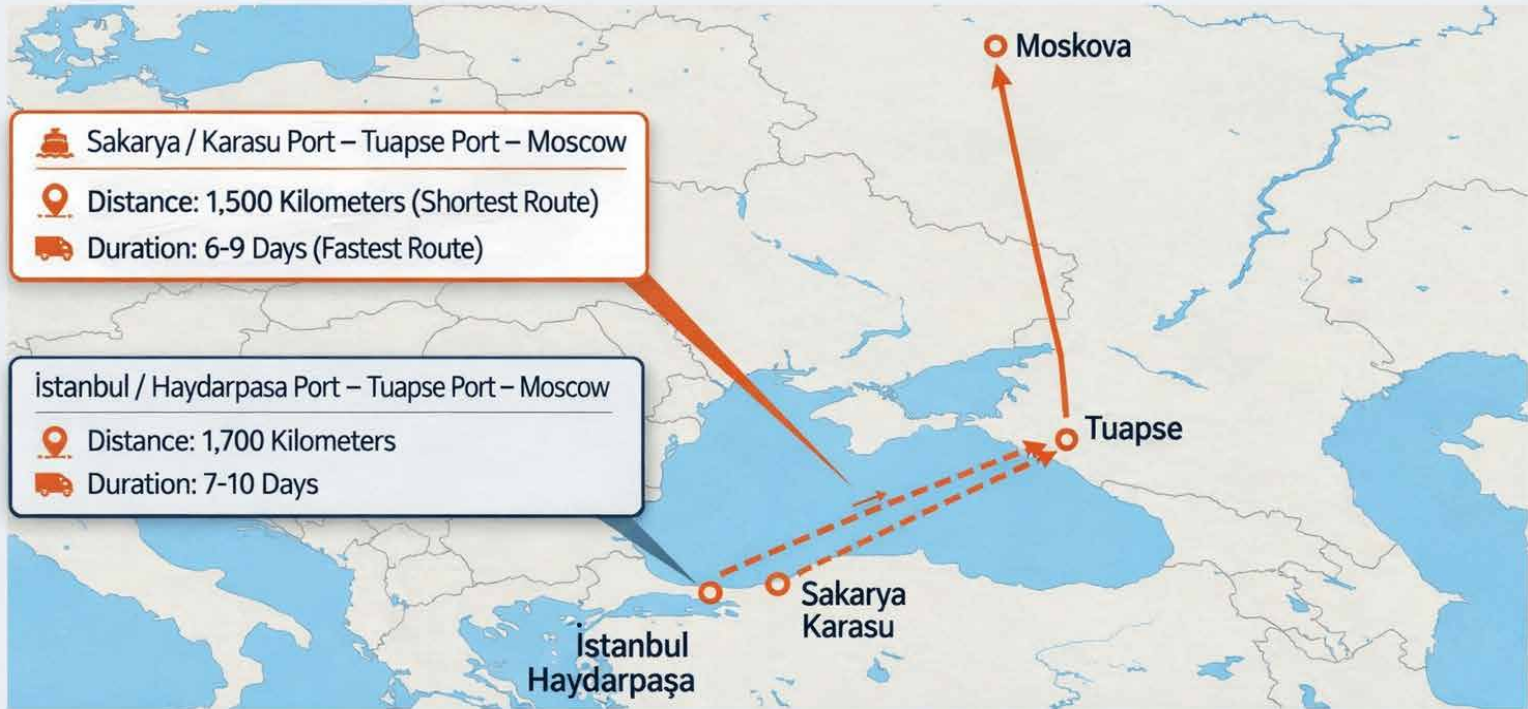 Moskova
Sakarya / Karasu Port – Tuapse Port – Moscow
Distance: 1,500 Kilometers (Shortest Route)
Duration: 6-9 Days (Fastest Route)
İstanbul / Haydarpasa Port – Tuapse Port – Moscow
Distance: 1,700 Kilometers
Duration: 7-10 Days
Tuapse
Sakarya
Karasu
İstanbul
Haydarpaşa